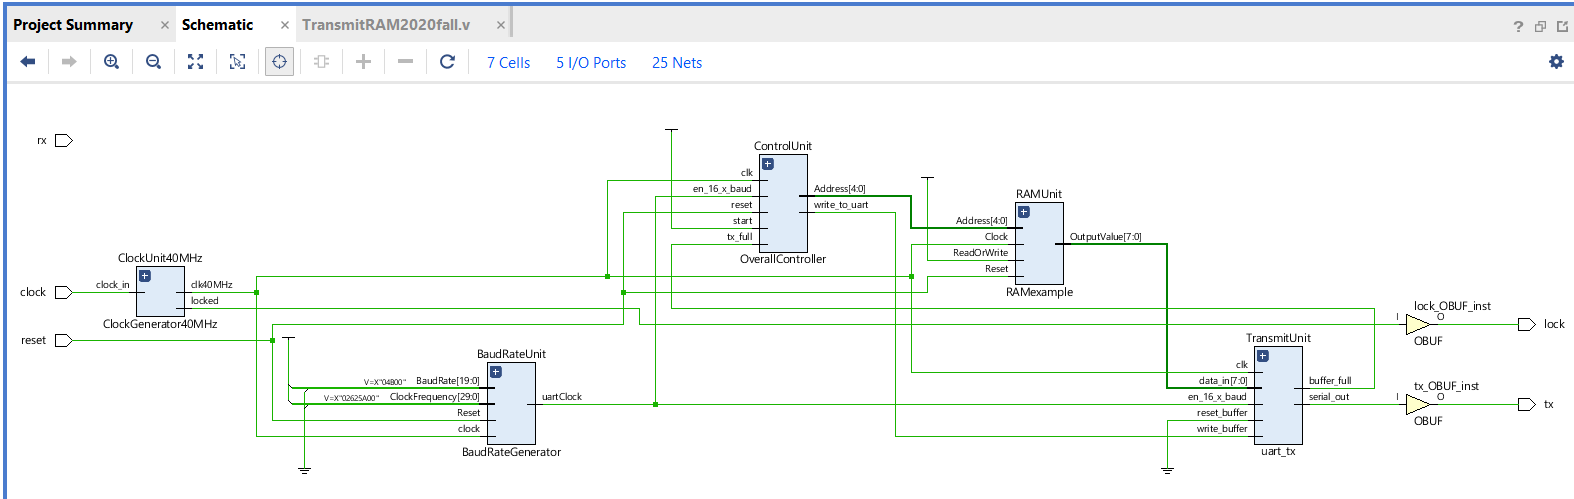 Project Summary × Schematic × TransmitRAM2020fall.v ×
?
7 Cells 5 I/O Ports 25 Nets
rx
ControlUnit
clk
en_16_x_baud
reset
start
tx_full
Address[4:0]
write_to_uart
OverallController
RAMUnit
Address[4:0]
Clock
ReadOrWrite
Reset
OutputValue[7:0]
RAMexample
ClockUnit40MHz
clock
clock_in
clk40MHz
locked
ClockGenerator40MHz
reset
BaudRateUnit
V=X"04B00" BaudRate[19:0]
V=X"02625A00" ClockFrequency[29:0]
Reset
clock
uartClock
BaudRateGenerator
TransmitUnit
clk
data_in[7:0]
en_16_x_baud
reset_buffer
write_buffer
buffer_full
serial_out
uart_tx
lock_OBUF_inst
I O
OBUF
lock
tx_OBUF_inst
I O
OBUF
tx